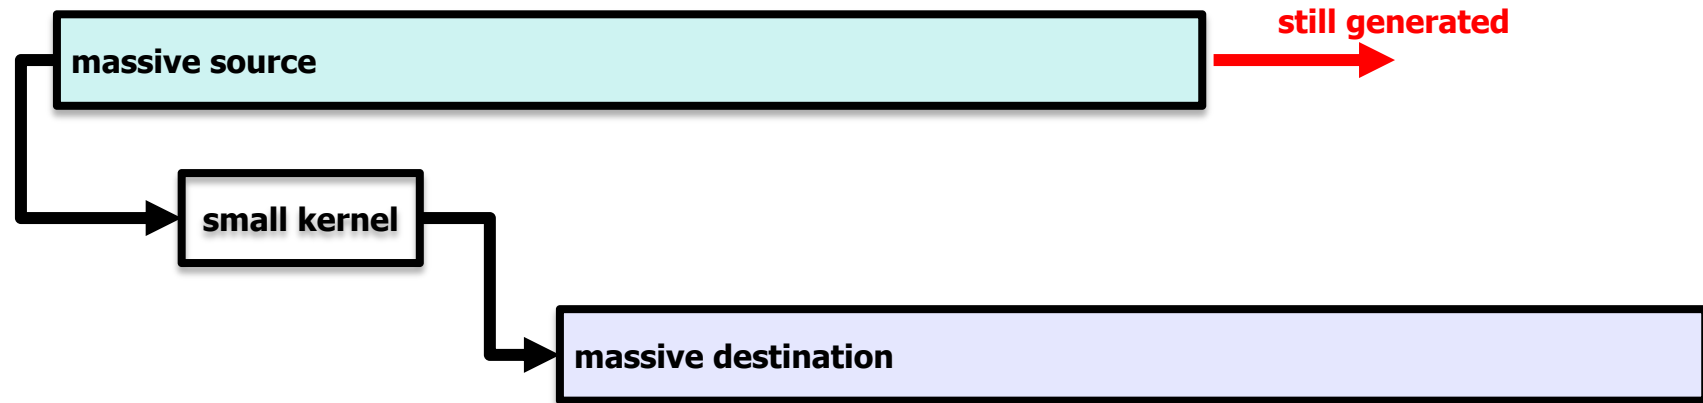 still generated
massive source
small kernel
massive destination